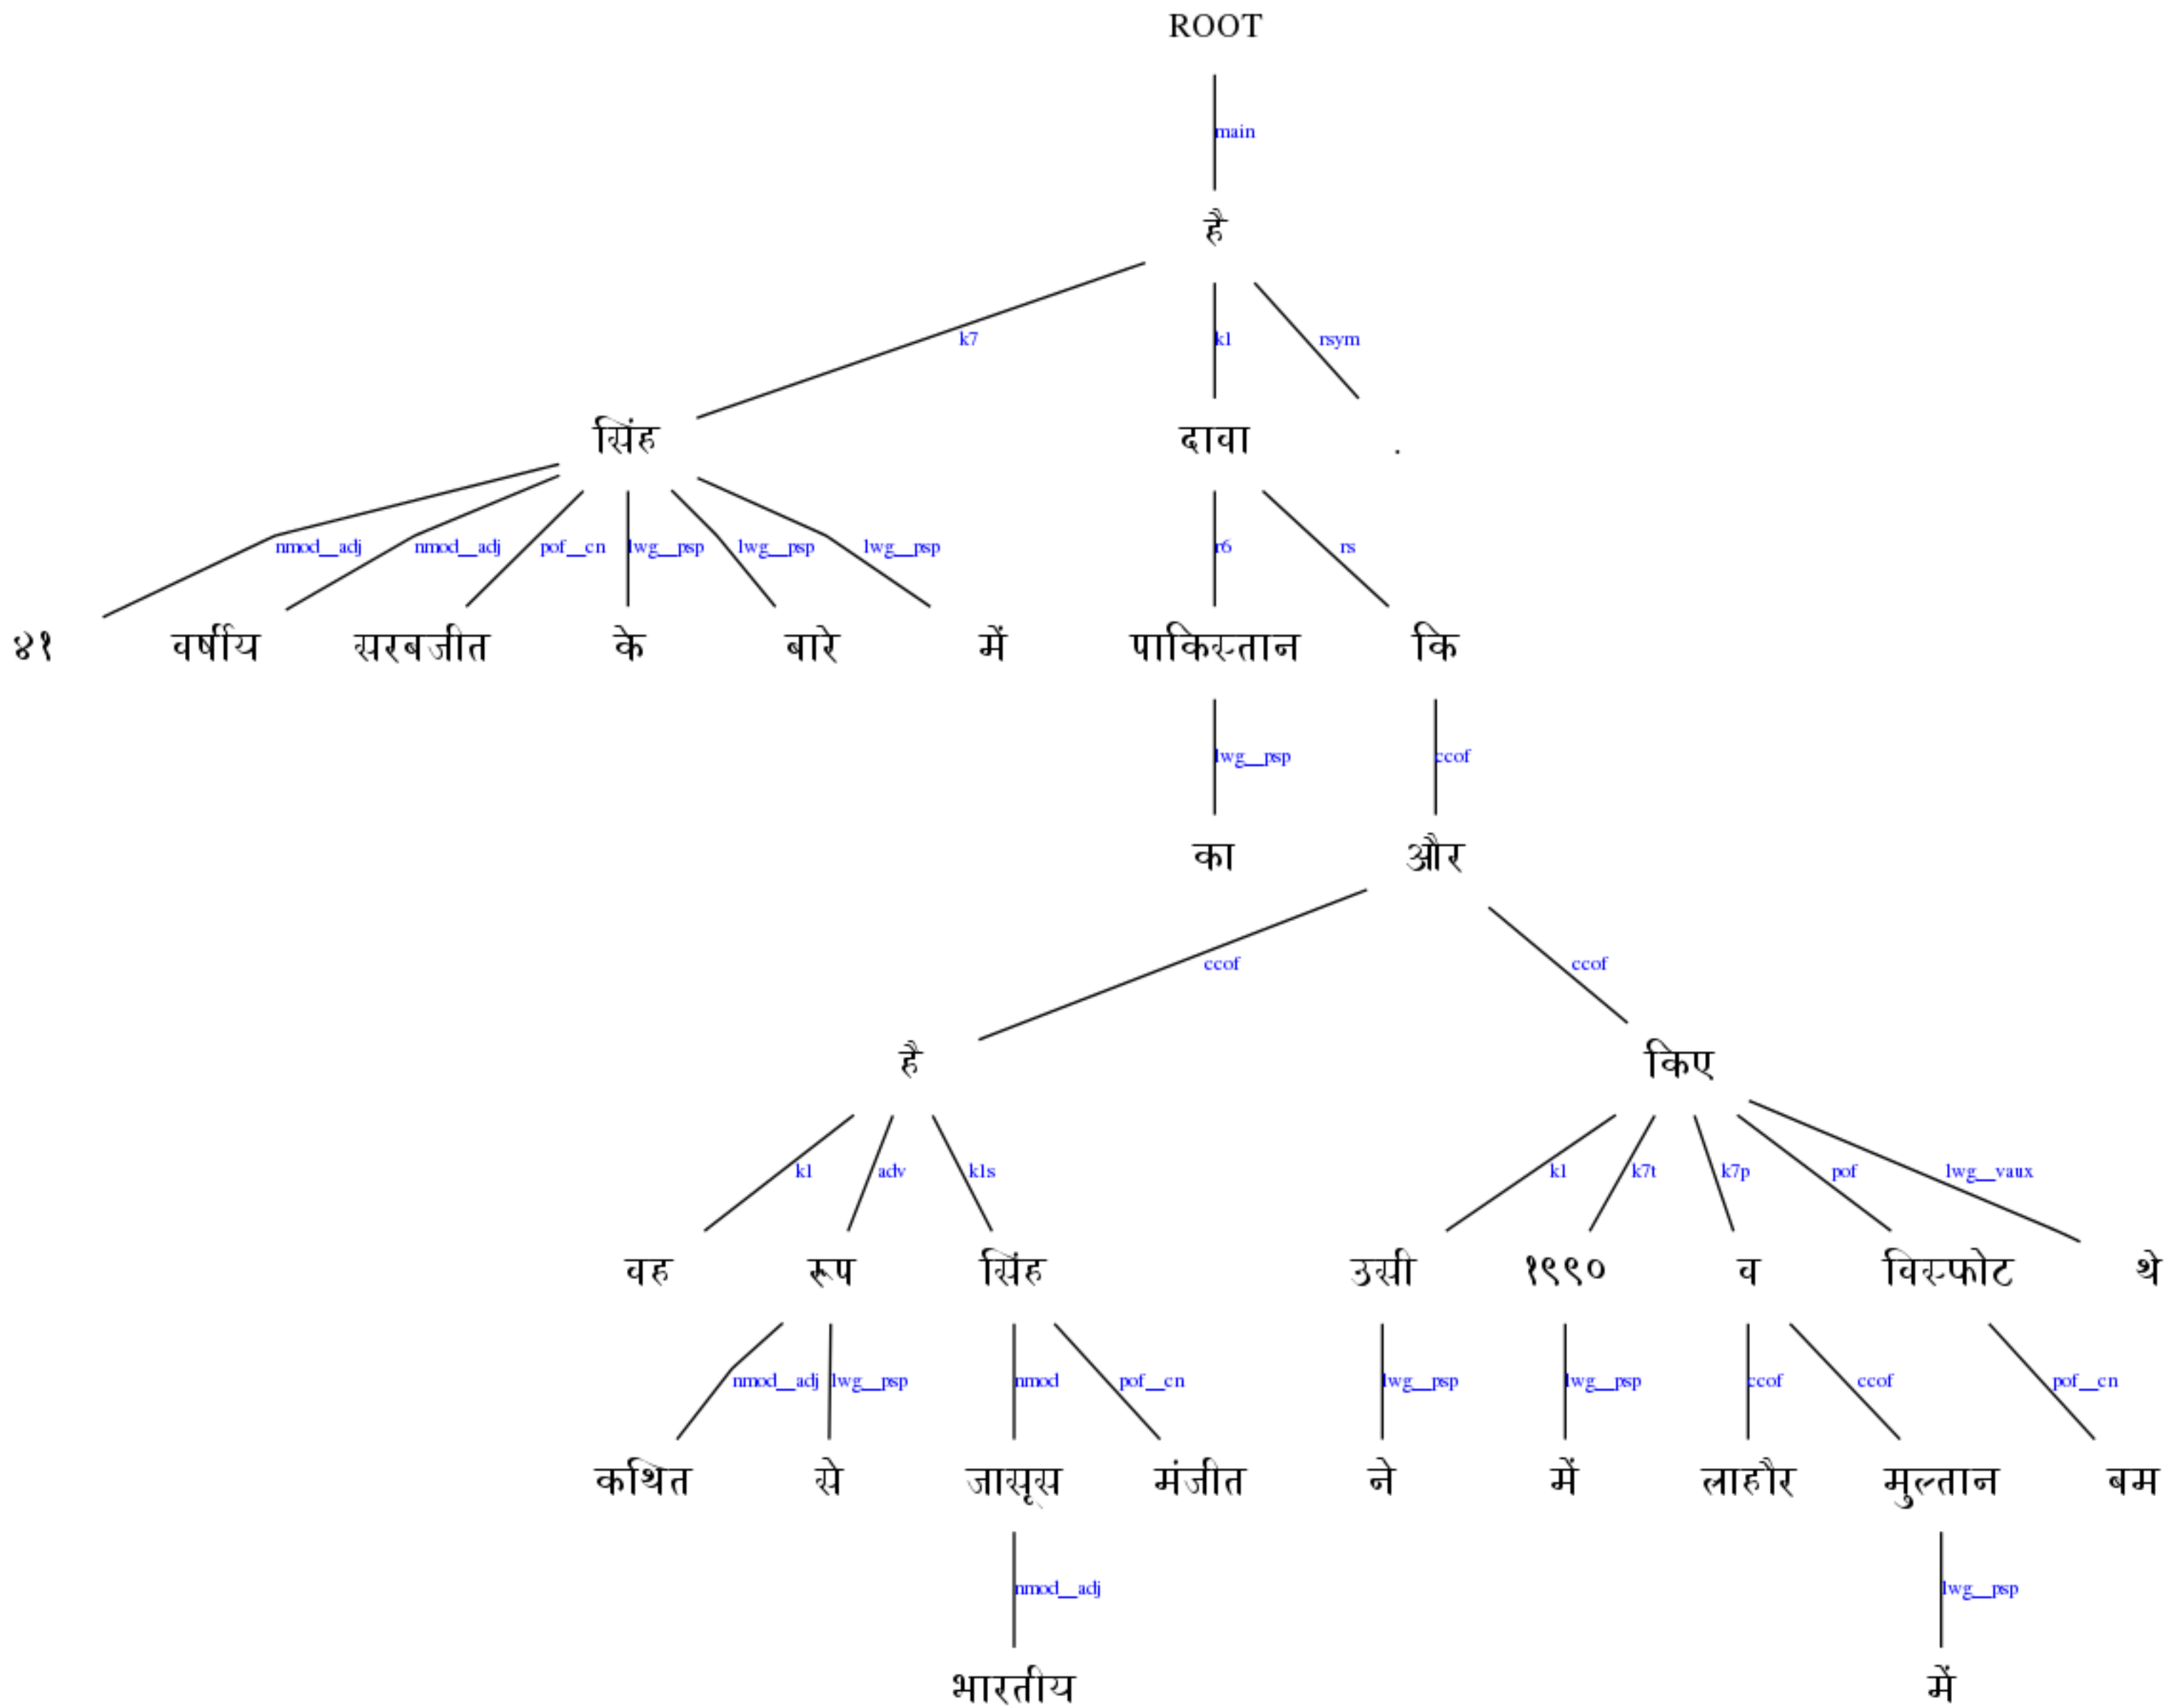 ROOT
main
है
k7 k1 rsym
सिंह दावा .
nmod__adj nmod__adj pof__cn lwg__psp lwg__psp lwg__psp r6 rs
४१ वर्षीय सरबजीत के बारे में पाकिस्तान कि
lwg__psp ccof
का और
ccof ccof
है किए
k1 adv k1s k1 k7t k7p pof lwg__vaux
वह रूप सिंह उसी १९९० व विस्फोट थे
nmod__adj lwg__psp nmod pof__cn lwg__psp lwg__psp ccof ccof pof__cn
कथित से जासूस मंजीत ने में लाहौर मुल्तान बम
nmod__adj lwg__psp
भारतीय में